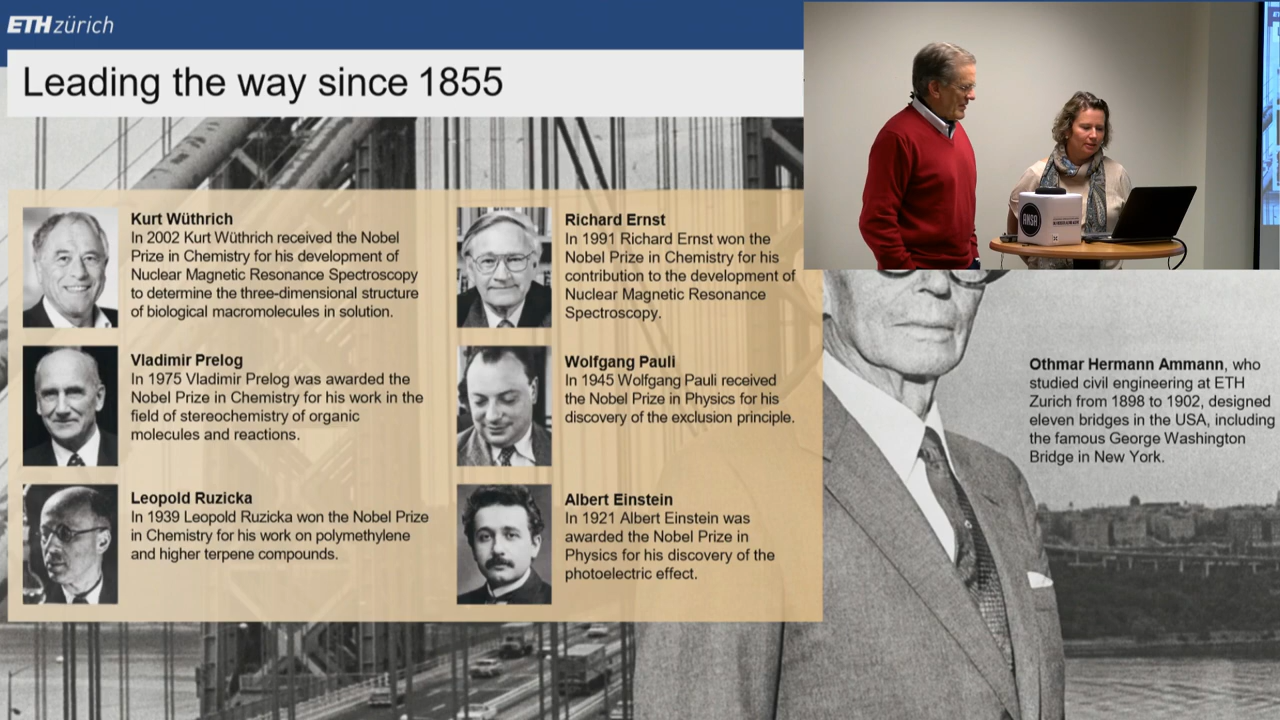 ETH zürich
Leading the way since 1855
Kurt Wüthrich
In 2002 Kurt Wüthrich received the Nobel
Prize in Chemistry for his development of
Nuclear Magnetic Resonance Spectroscopy
to determine the three-dimensional structure
of biological macromolecules in solution.
Richard Ernst
In 1991 Richard Ernst won the
Nobel Prize in Chemistry for his
contribution to the development of
Nuclear Magnetic Resonance
Spectroscopy.
Vladimir Prelog
In 1975 Vladimir Prelog was awarded the
Nobel Prize in Chemistry for his work in the
field of stereochemistry of organic
molecules and reactions.
Wolfgang Pauli
In 1945 Wolfgang Pauli received
the Nobel Prize in Physics for his
discovery of the exclusion principle.
Leopold Ruzicka
In 1939 Leopold Ruzicka won the Nobel Prize
in Chemistry for his work on polymethylene
and higher terpene compounds.
Albert Einstein
In 1921 Albert Einstein was
awarded the Nobel Prize in
Physics for his discovery of the
photoelectric effect.
Othmar Hermann Ammann, who
studied civil engineering at ETH
Zurich from 1898 to 1902, designed
eleven bridges in the USA, including
the famous George Washington
Bridge in New York.